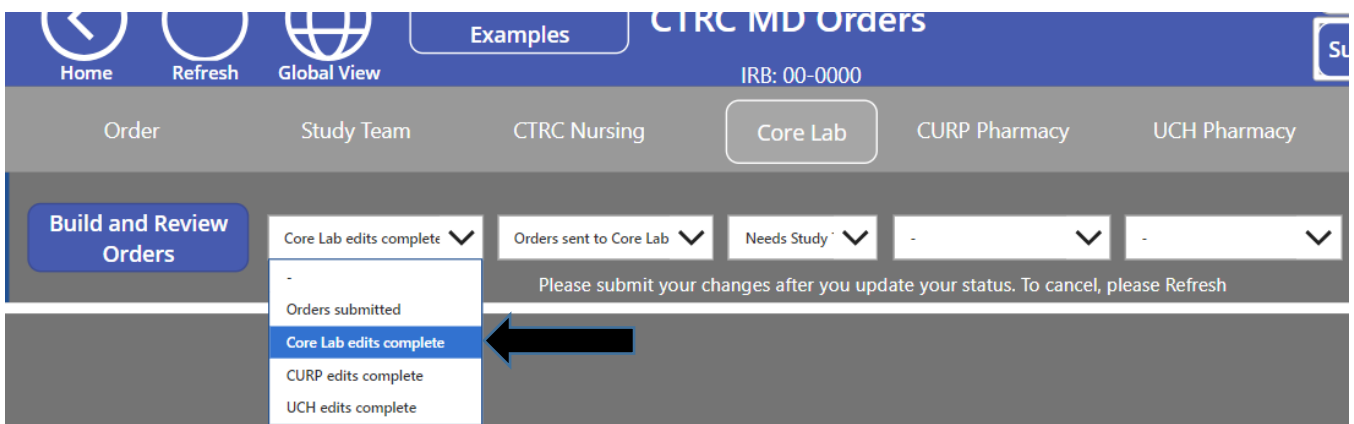 Examples
CTRC MD Orders
Home
Refresh
Global View
IRB: 00-0000
Su
Order
Study Team
CTRC Nursing
Core Lab
CURP Pharmacy
UCH Pharmacy
Build and Review
Orders
Core Lab edits complete
Orders sent to Core Lab
Needs Study
-
-
Please submit your changes after you update your status. To cancel, please Refresh
-
Orders submitted
Core Lab edits complete
CURP edits complete
UCH edits complete